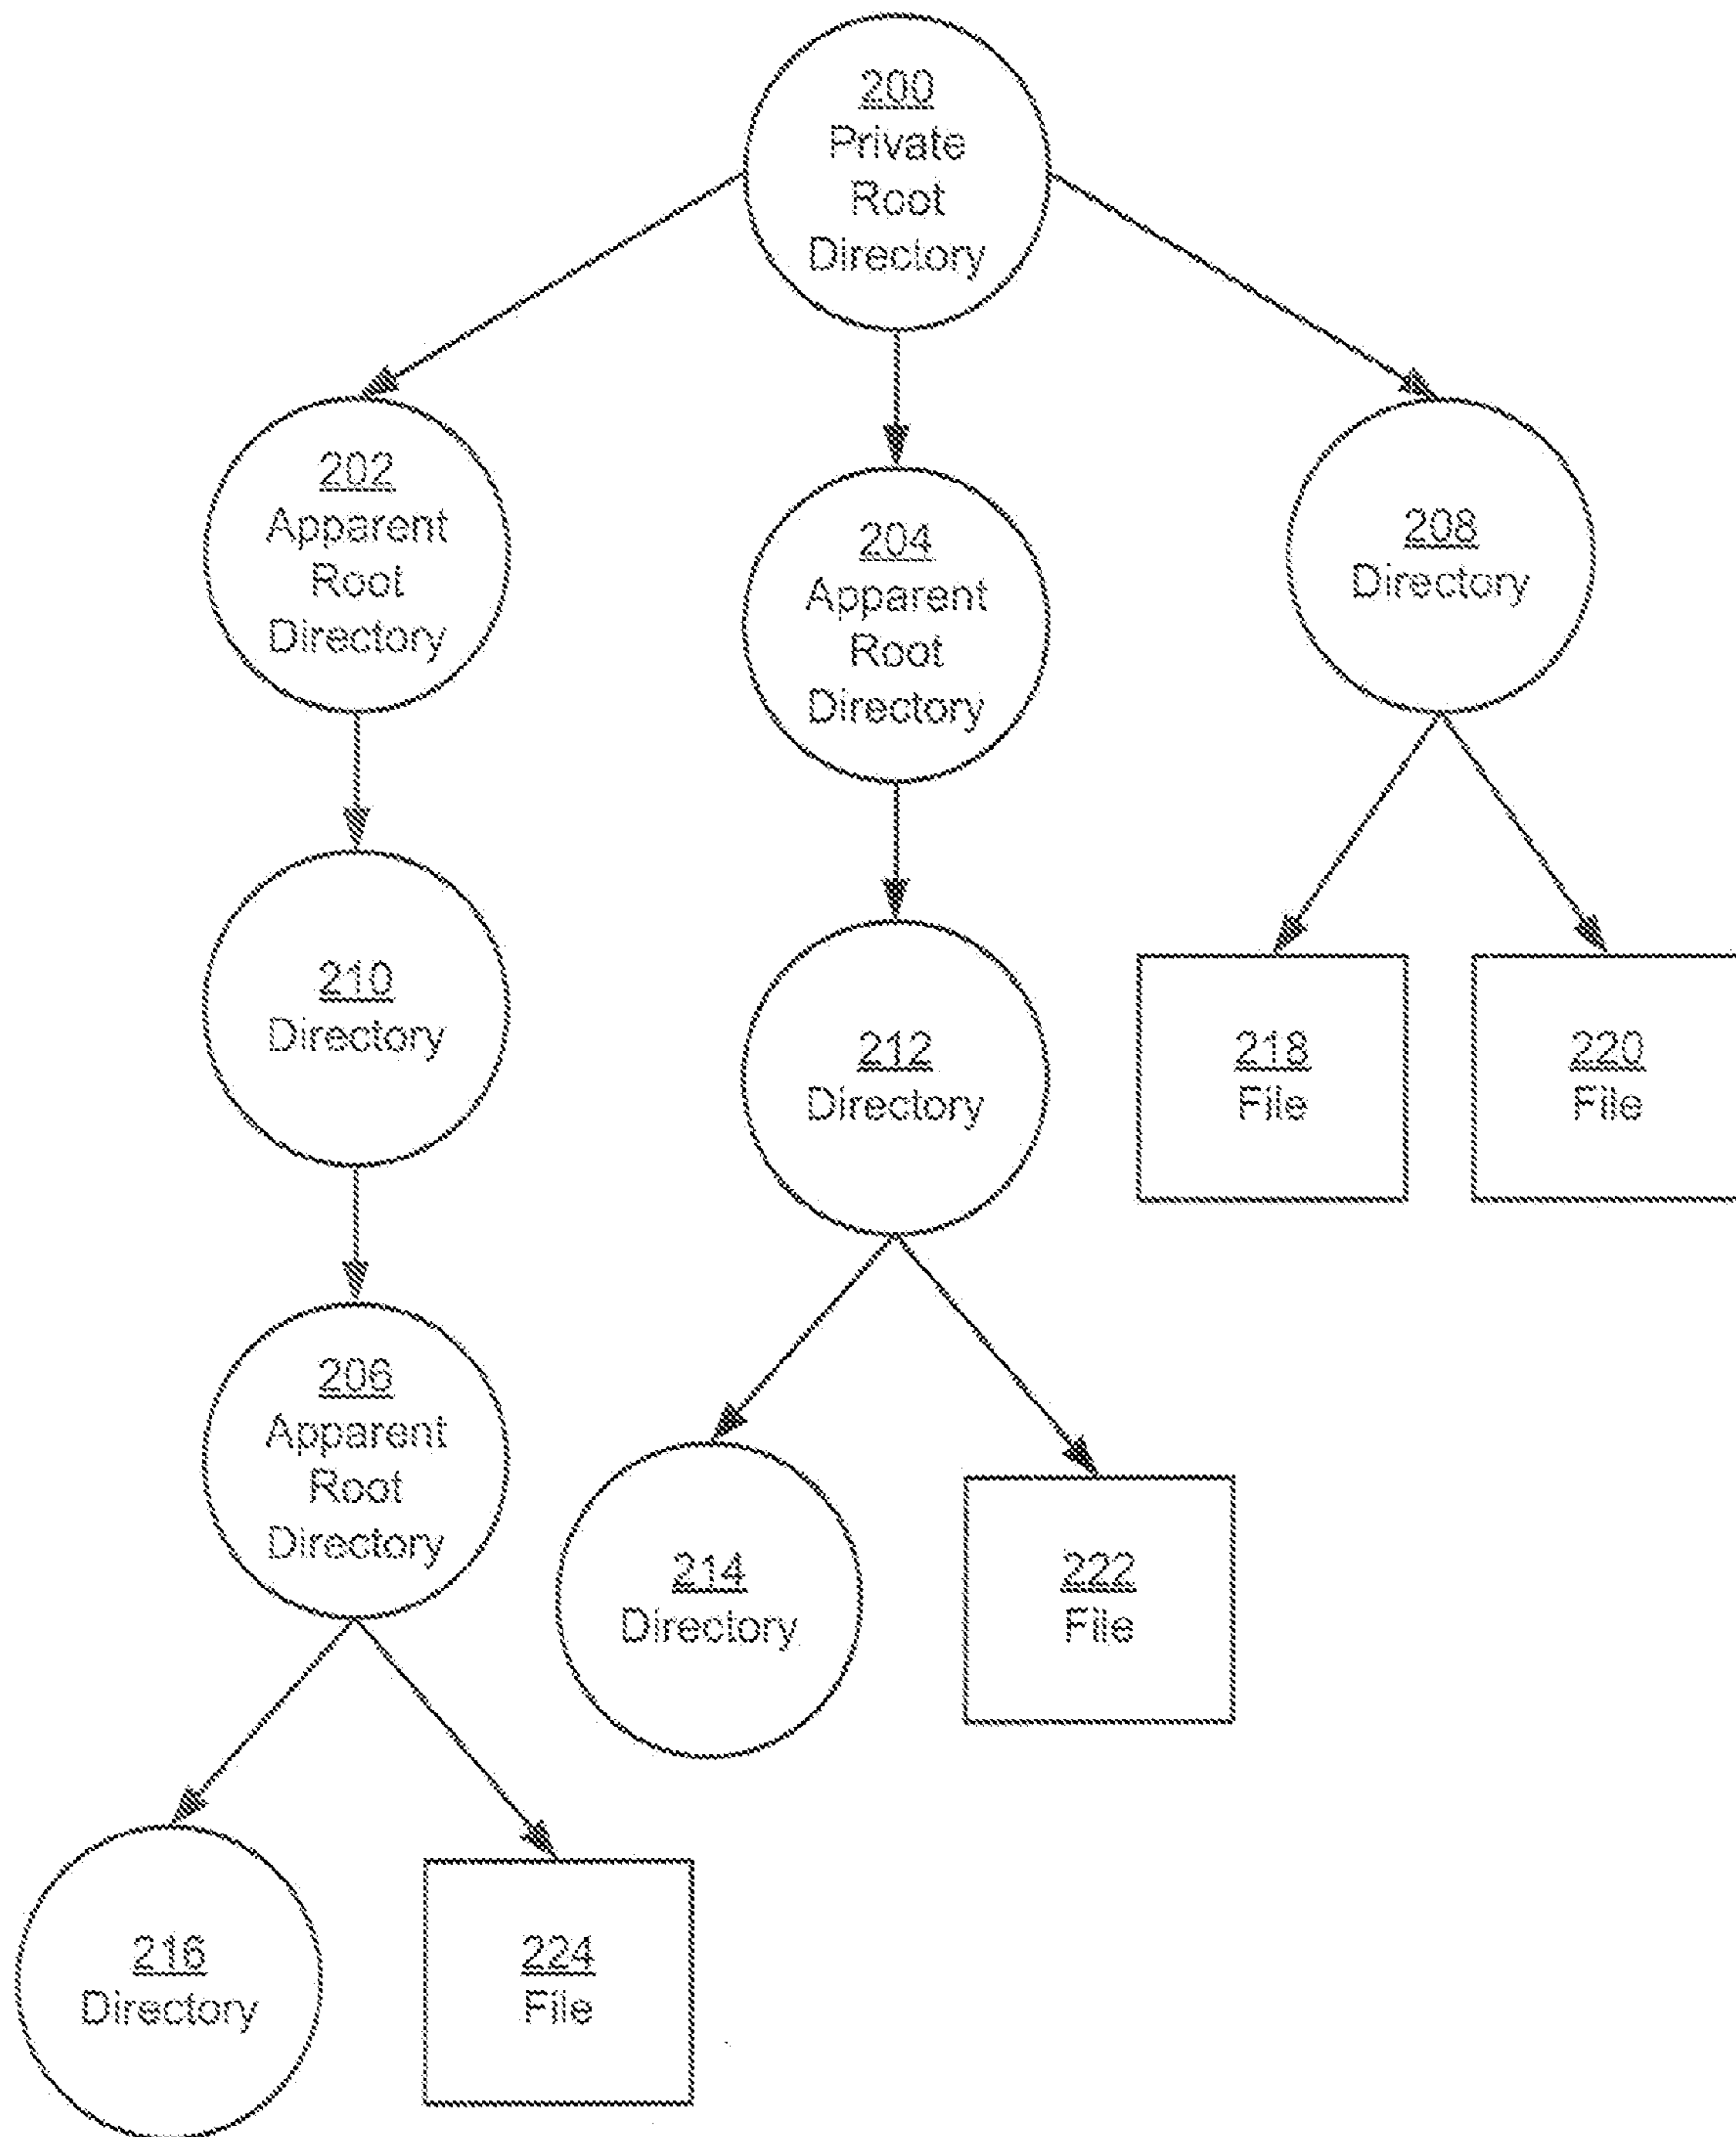 200
Private
Root
Directory
202
Apparent
Root
Directory
204
Apparent
Root
Directory
208
Directory
210
Directory
212
Directory
218
File
220
File
206
Apparent
Root
Directory
214
Directory
222
File
216
Directory
224
File